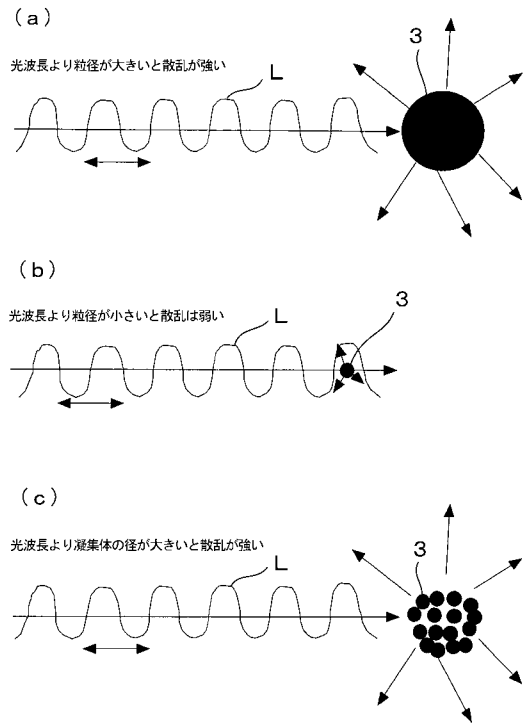 (a)
光波長より粒径が大きいと散乱が強い
L
3
(b)
光波長より粒径が小さいと散乱は弱い
L
3
(c)
光波長より凝集体の径が大きいと散乱が強い
L
3